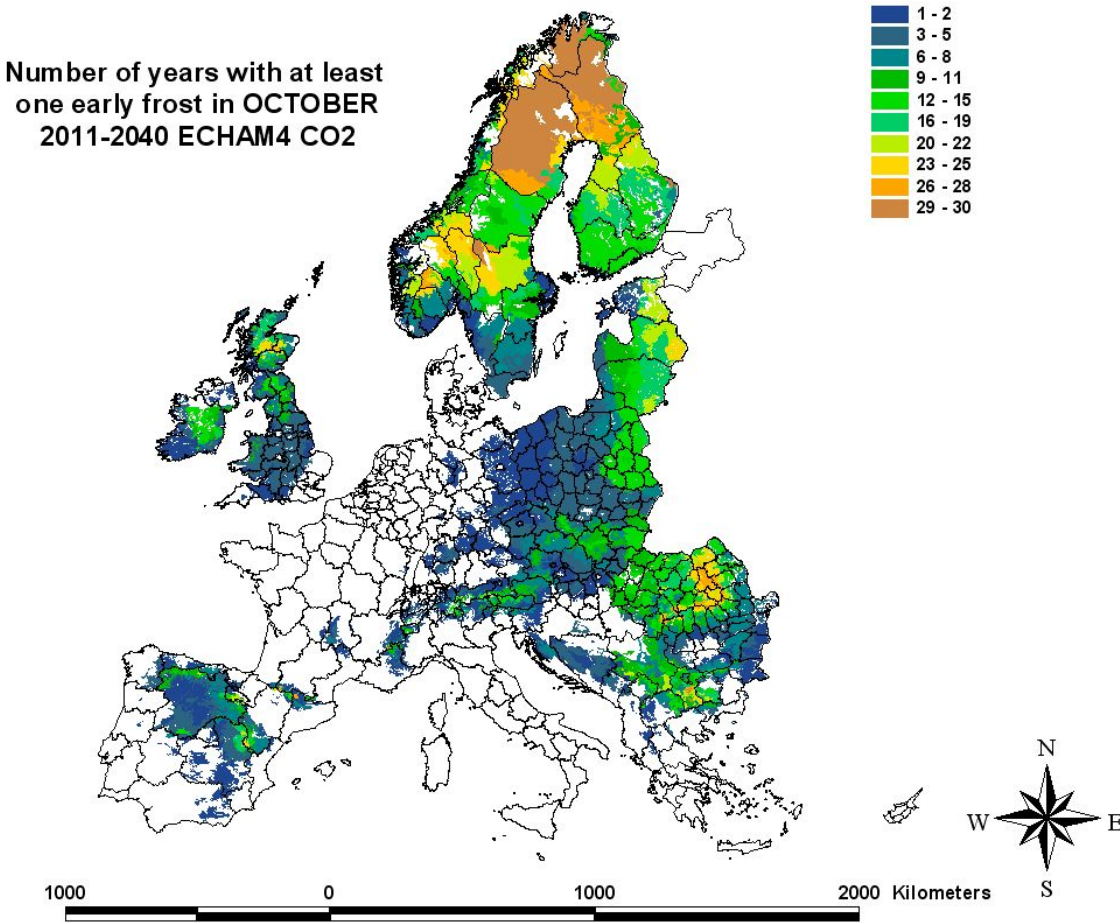 Number of years with at least
one early frost in OCTOBER
2011-2040 ECHAM4 CO2
1 - 2
3 - 5
6 - 8
9 - 11
12 - 15
16 - 19
20 - 22
23 - 25
26 - 28
29 - 30
N
W E
S
1000 0 1000 2000 Kilometers